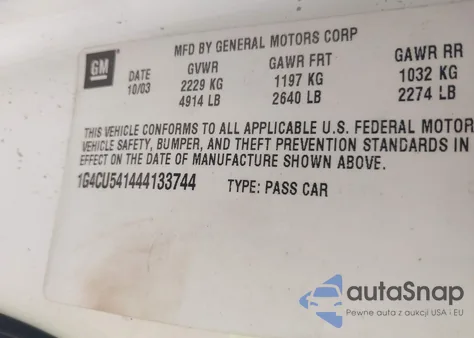 MFD BY GENERAL MOTORS CORP
GM
DATE GVWR GAWR FRT GAWR RR
10/03 2229 KG 1197 KG 1032 KG
4914 LB 2640 LB 2274 LB
THIS VEHICLE CONFORMS TO ALL APPLICABLE U.S. FEDERAL MOTOR
VEHICLE SAFETY, BUMPER, AND THEFT PREVENTION STANDARDS IN
EFFECT ON THE DATE OF MANUFACTURE SHOWN ABOVE.
1G4CU541444133744 TYPE: PASS CAR
autoSnap
Pewne auta z aukcji USA i EU